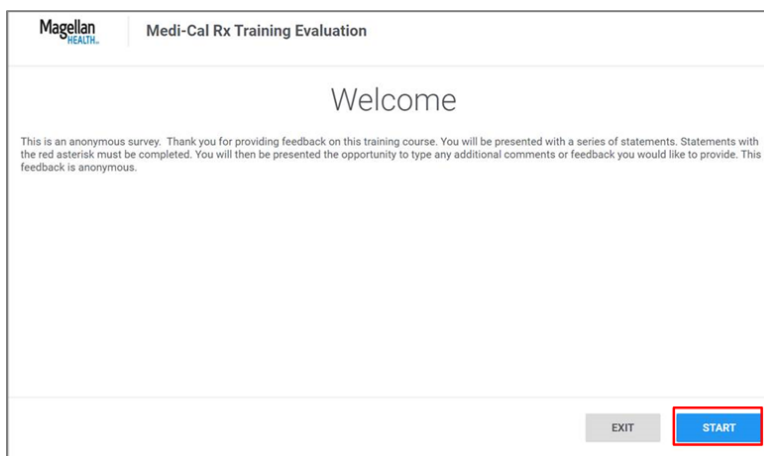 Magellan
HEALTH.
Medi-Cal Rx Training Evaluation
Welcome
This is an anonymous survey. Thank you for providing feedback on this training course. You will be presented with a series of statements. Statements with
the red asterisk must be completed. You will then be presented the opportunity to type any additional comments or feedback you would like to provide. This
feedback is anonymous.
EXIT
START